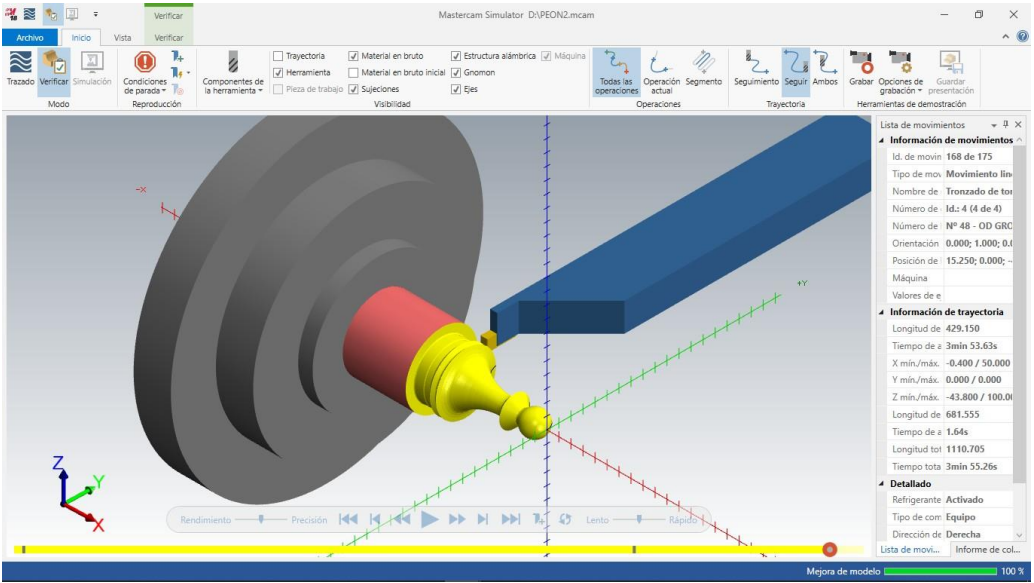 Verificar
Mastercam Simulator D:\PEON2.mcam
Archivo Inicio Vista Verificar
Trazado Verificar Simulación
Modo
Condiciones de parada
Reproducción
Componentes de la herramienta
Trayectoria
Herramienta
Pieza de trabajo
Material en bruto
Material en bruto inicial
Sujeciones
Estructura alámbrica
Gnomon
Ejes
Máquina
Visibilidad
Todas las operaciones
Operación actual
Segmento
Operaciones
Seguimiento Seguir Ambos
Trayectoria
Grabar
Opciones de grabación
Guardar presentación
Herramientas de demostración
Lista de movimientos
Información de movimientos
Id. de movin 168 de 175
Tipo de mov Movimiento line
Nombre de Tronzado de tor
Número de Id.: 4 (4 de 4)
Número de Nº 48 - OD GRC
Orientación 0.000; 1.000; 0.0
Posición de 15.250; 0.000; -
Máquina
Valores de e
Información de trayectoria
Longitud de 429.150
Tiempo de a 3min 53.63s
X mín./máx. -0.400 / 50.000
Y mín./máx. 0.000 / 0.000
Z mín./máx. -43.800 / 100.00
Longitud de 681.555
Tiempo de a 1.64s
Longitud tot 1110.705
Tiempo tota 3min 55.26s
Detallado
Refrigerante Activado
Tipo de com Equipo
Dirección de Derecha
Lista de movi... Informe de col...
-X
+Y
Z
Y
X
Rendimiento Precisión Lento Rápido
Mejora de modelo 100 %